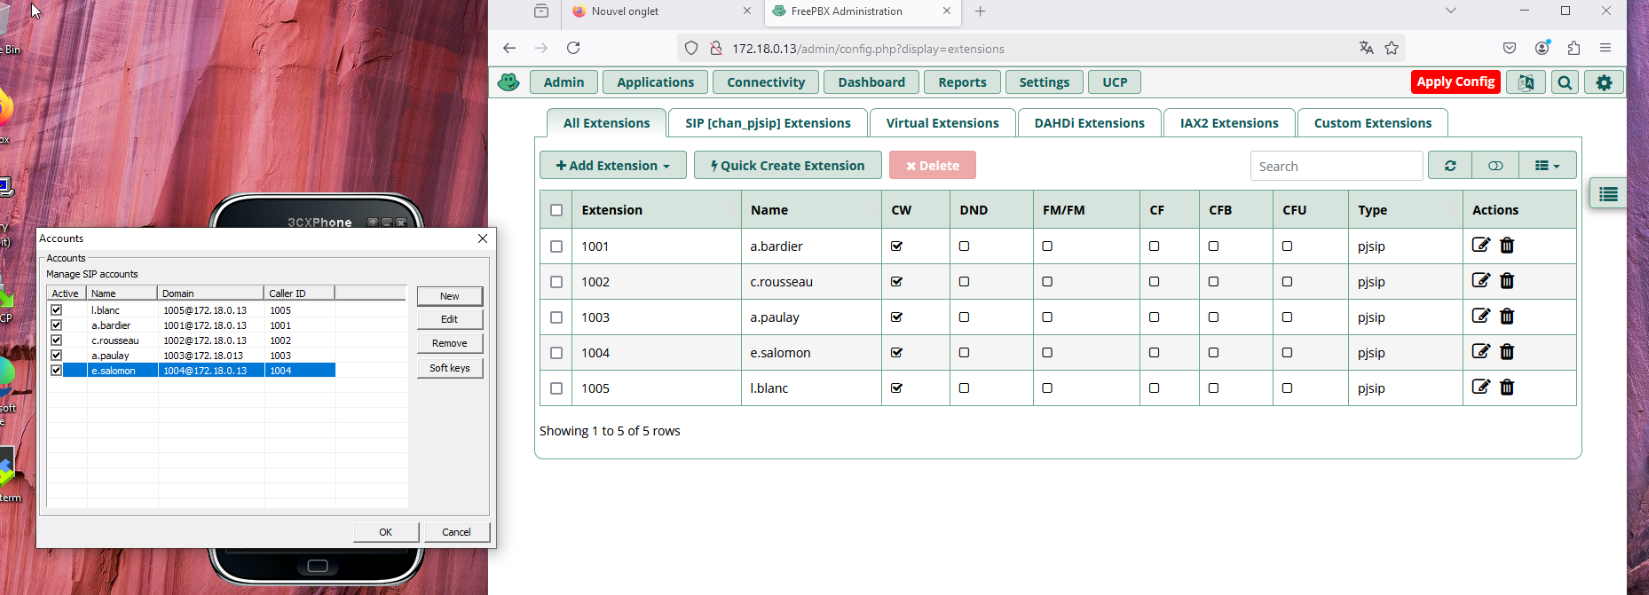 Nouvel onglet
FreePBX Administration
172.18.0.13/admin/config.php?display=extensions
Admin Applications Connectivity Dashboard Reports Settings UCP Apply Config
All Extensions SIP [chan_pjsip] Extensions Virtual Extensions DAHDi Extensions IAX2 Extensions Custom Extensions
Add Extension Quick Create Extension Delete Search
Extension Name CW DND FM/FM CF CFB CFU Type Actions
1001 a.bardier pjsip
1002 c.rousseau pjsip
1003 a.paulay pjsip
1004 e.salomon pjsip
1005 l.blanc pjsip
Showing 1 to 5 of 5 rows
Bin
3CXPhone
Accounts
Accounts
Manage SIP accounts
Active Name Domain Caller ID
l.blanc 1005@172.18.0.13 1005
a.bardier 1001@172.18.0.13 1001
c.rousseau 1002@172.18.0.13 1002
a.paulay 1003@172.18.013 1003
e.salomon 1004@172.18.0.13 1004
New
Edit
Remove
Soft keys
OK Cancel